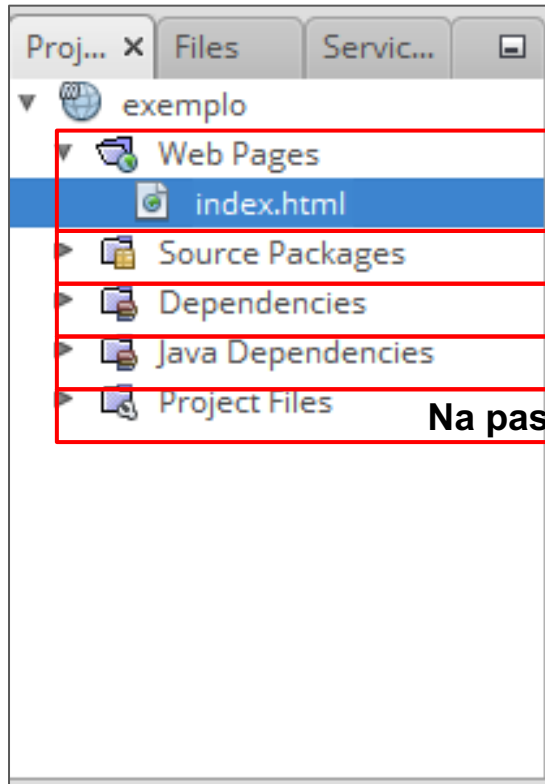 Proj... Files Servic...
exemplo
Web Pages
index.html
Source Packages
Dependencies
Java Dependencies
Project Files
Na pas